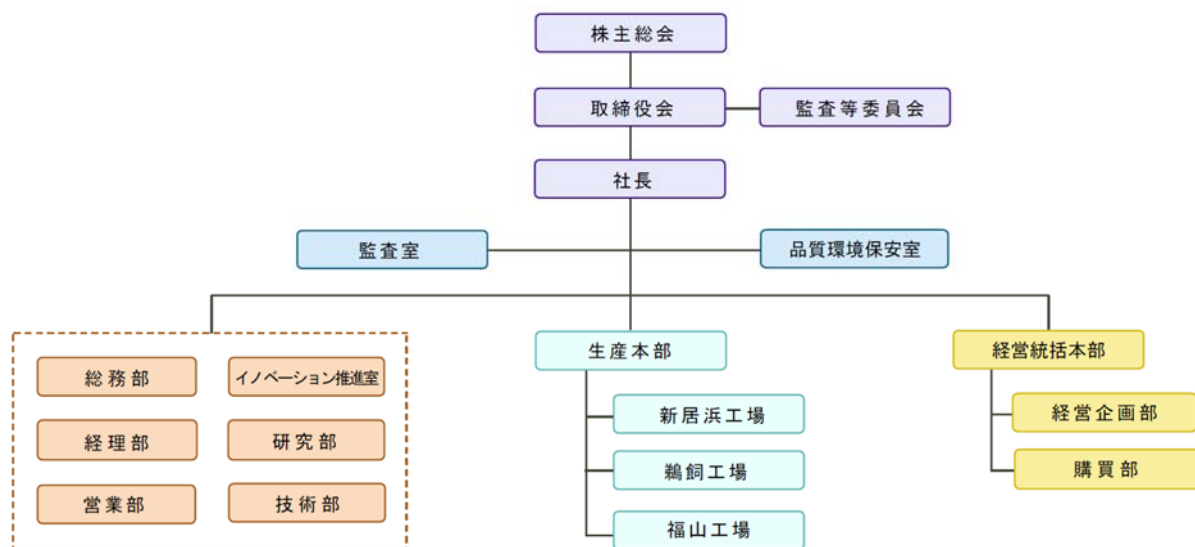 株主総会
取締役会
監査等委員会
社長
監査室
品質環境保安室
総務部
イノベーション推進室
経理部
研究部
営業部
技術部
生産本部
新居浜工場
鵜飼工場
福山工場
経営統括本部
経営企画部
購買部